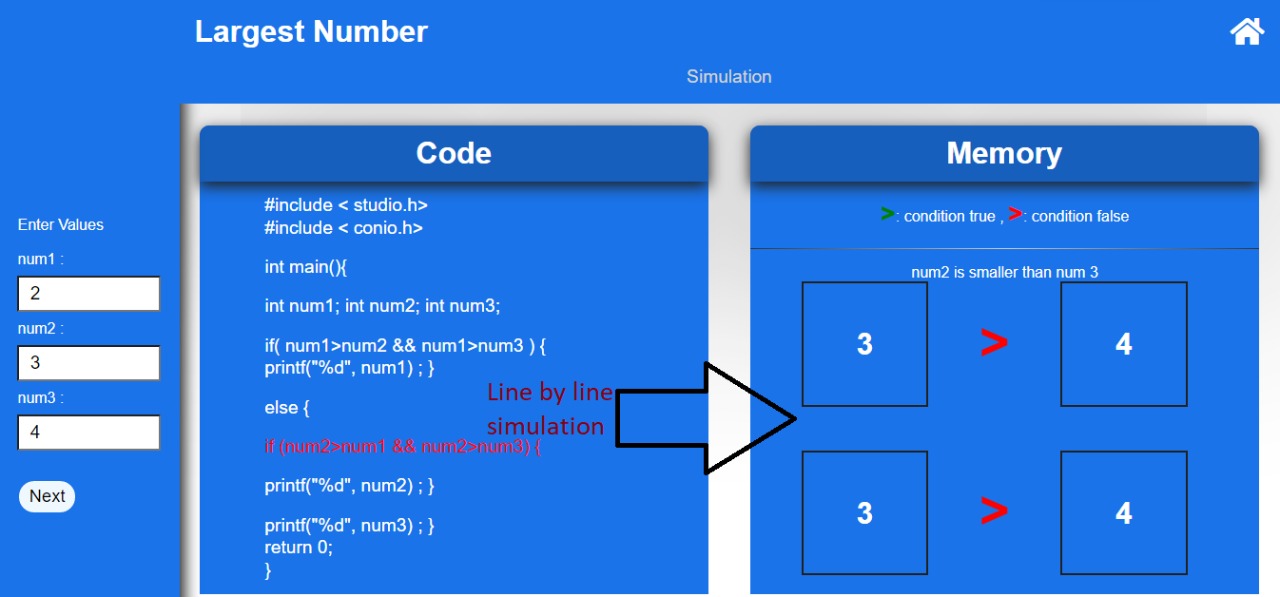 Largest Number
Simulation
Enter Values
num1 :
2
num2 :
3
num3 :
4
Next
Code
#include < studio.h>
#include < conio.h>
int main(){
int num1; int num2; int num3;
if( num1>num2 && num1>num3 ) {
printf("%d", num1) ; }
else {
if (num2>num1 && num2>num3) {
printf("%d", num2) ; }
printf("%d", num3) ; }
return 0;
}
Line by line
simulation
Memory
>: condition true , >: condition false
num2 is smaller than num 3
3 > 4
3 > 4